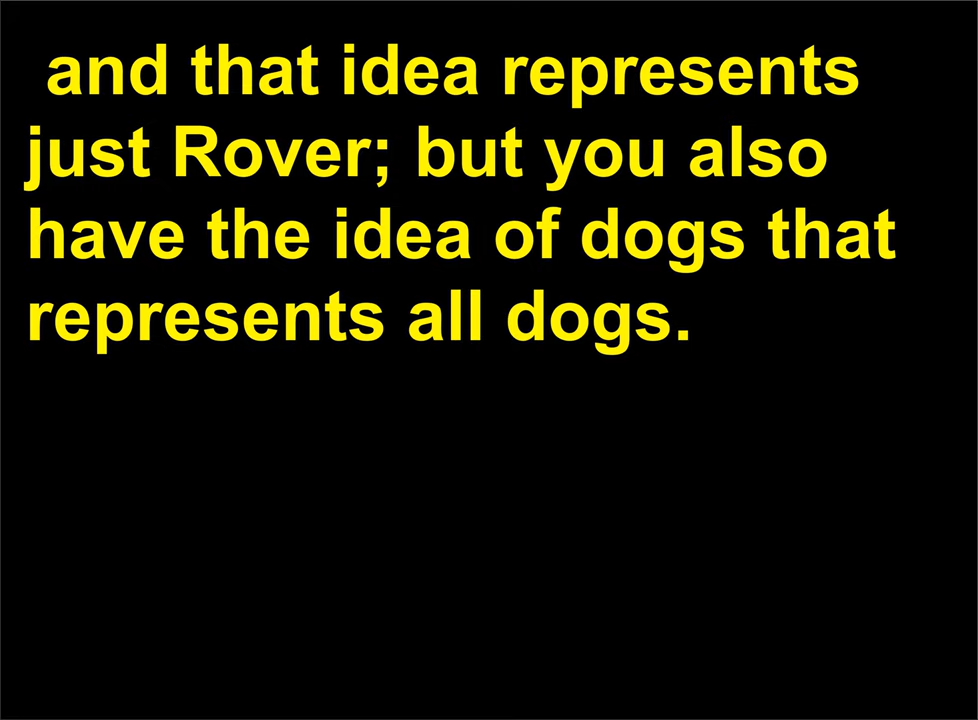 and that idea represents
just Rover; but you also
have the idea of dogs that
represents all dogs.